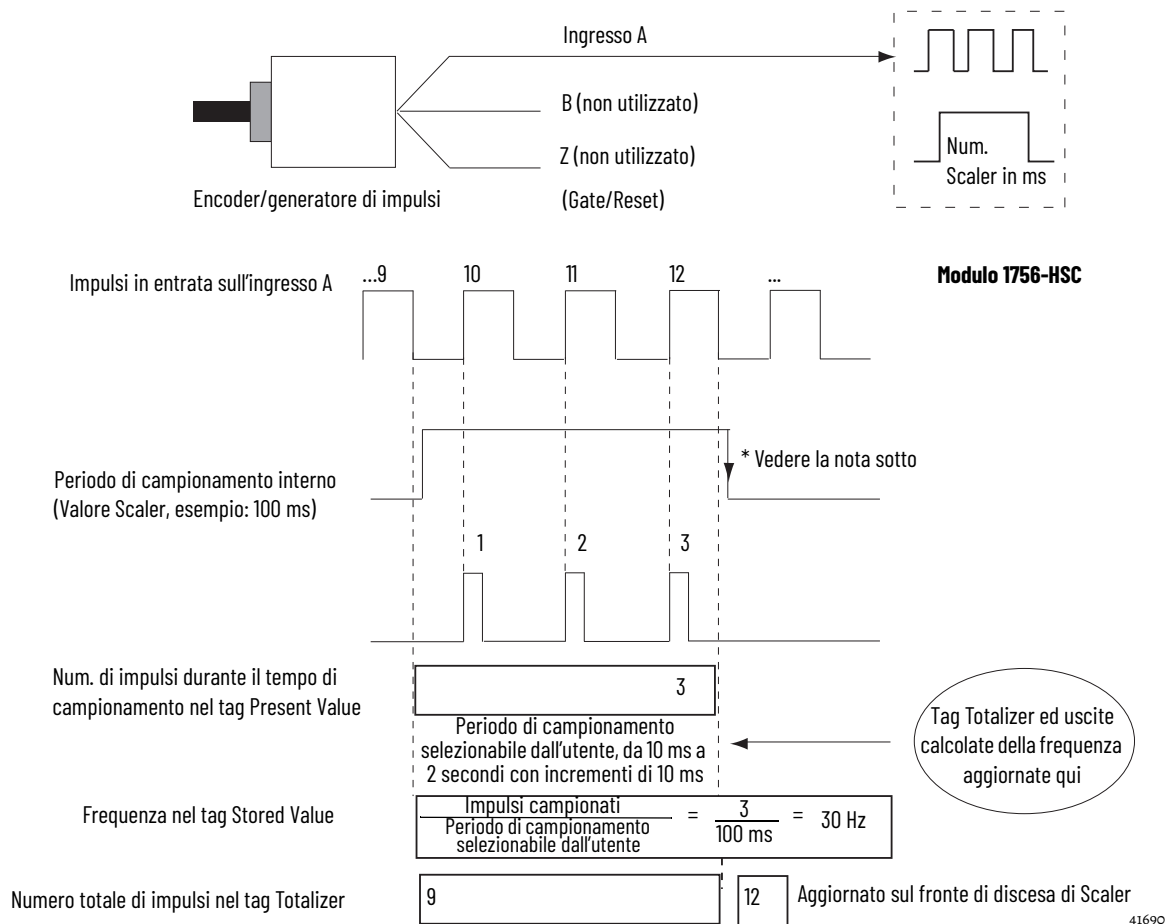 Ingresso A
B (non utilizzato)
Z (non utilizzato)
(Gate/Reset)
Encoder/generatore di impulsi
Num.
Scaler in ms
Modulo 1756-HSC
Impulsi in entrata sull'ingresso A
...9 10 11 12 ...
Periodo di campionamento interno
(Valore Scaler, esempio: 100 ms)
* Vedere la nota sotto
1 2 3
Num. di impulsi durante il tempo di
campionamento nel tag Present Value
3
Periodo di campionamento
selezionabile dall'utente, da 10 ms a
2 secondi con incrementi di 10 ms
Tag Totalizer ed uscite
calcolate della frequenza
aggiornate qui
Frequenza nel tag Stored Value
Impulsi campionati
Periodo di campionamento
selezionabile dall'utente
= 3
100 ms
= 30 Hz
Numero totale di impulsi nel tag Totalizer
9
12
Aggiornato sul fronte di discesa di Scaler
41690